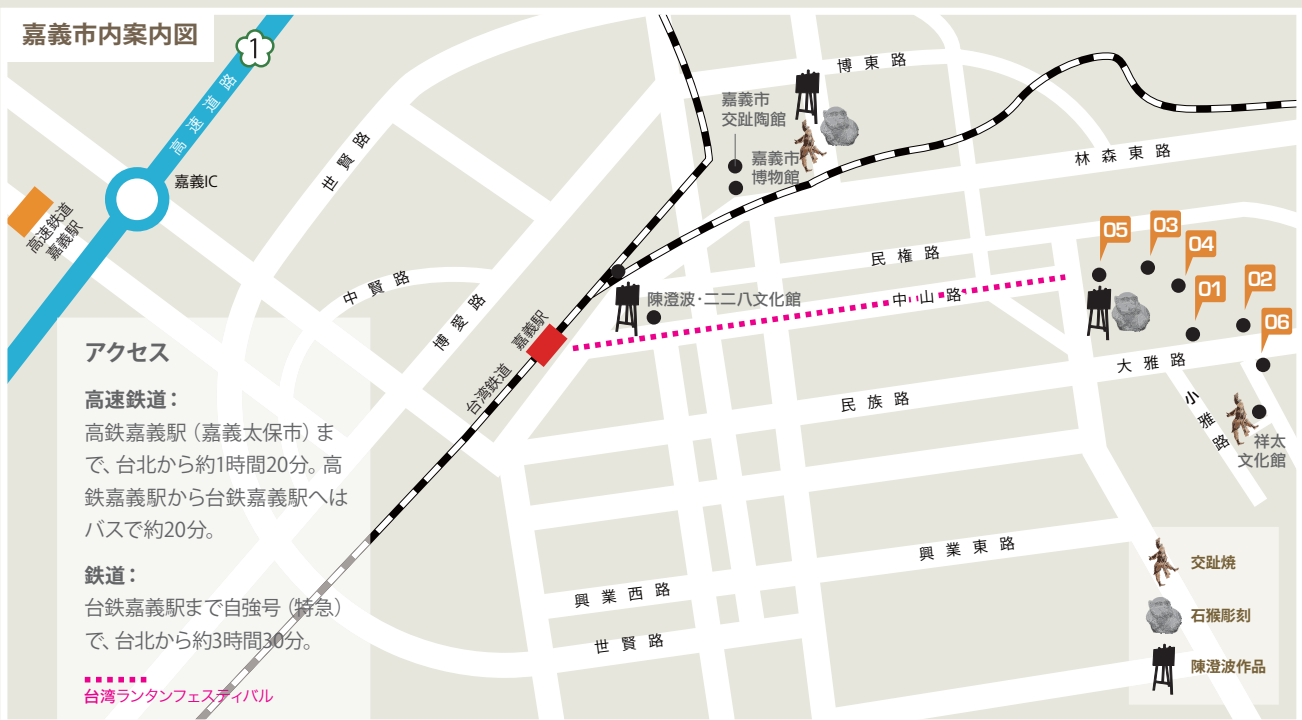 嘉義市内案内図
1
高速道路
嘉義IC
高速鉄道
嘉義駅
世賢路
中賢路
博愛路
台湾鉄道 嘉義駅
嘉義市
交趾陶館
嘉義市
博物館
博東路
林森東路
民権路
陳澄波・二二八文化館
中山路
05
03
04
01
02
06
大雅路
小雅路
祥太
文化館
民族路
興業東路
興業西路
世賢路
アクセス
高速鉄道：
高鉄嘉義駅（嘉義太保市）ま
で、台北から約1時間20分。高
鉄嘉義駅から台鉄嘉義駅へは
バスで約20分。
鉄道：
台鉄嘉義駅まで自強号（特急）
で、台北から約3時間30分。
台湾ランタンフェスティバル
交趾焼
石猴彫刻
陳澄波作品